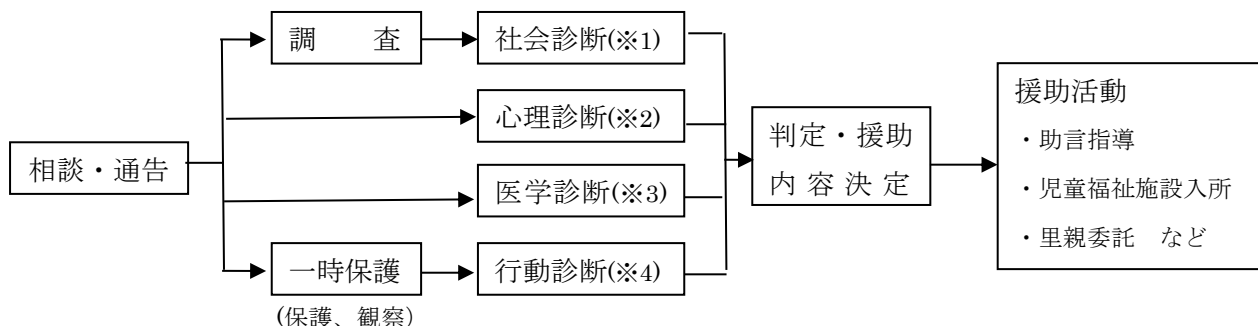 相談・通告
調　　査
社会診断(※1)
心理診断(※2)
医学診断(※3)
一時保護
(保護、観察)
行動診断(※4)
判定・援助
内 容 決 定
援助活動
・助言指導
・児童福祉施設入所
・里親委託　など